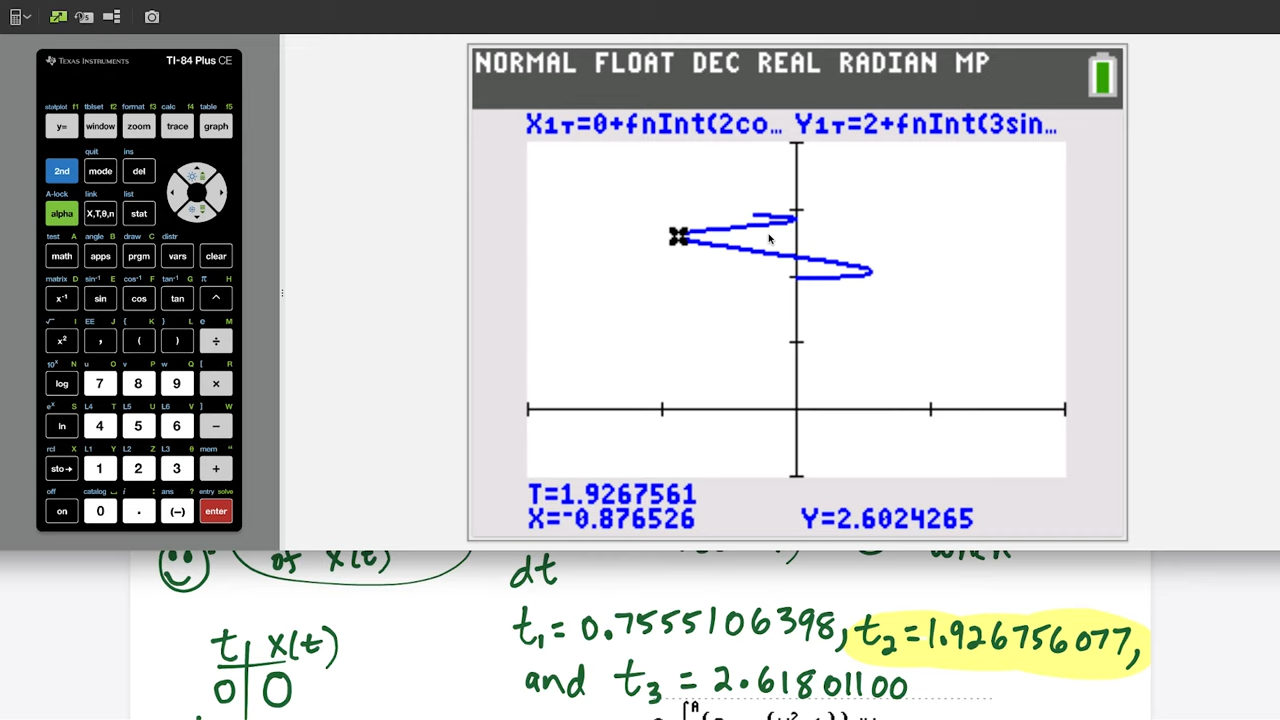 TEXAS INSTRUMENTS TI-84 Plus CE
statplot f1 tblset f2 format f3 calc f4 table f5
y= window zoom trace graph
quit ins
2nd mode del
A-lock link list
alpha X,T,θ,n stat
test A angle B draw C distr
math apps prgm vars clear
matrix D sin⁻¹ E cos⁻¹ F tan⁻¹ G π H
x⁻¹ sin cos tan ^
√ I EE J { K } L e M
x² , ( ) ÷
10ˣ N u O v P w Q [ R
log 7 8 9 ×
eˣ S L4 T L5 U L6 V ] W
ln 4 5 6 −
rcl X L1 Y L2 Z L3 θ mem "
sto→ 1 2 3 +
off catalog i : ans ? entry solve
on 0 . (−) enter
NORMAL FLOAT DEC REAL RADIAN MP
X1T=0+fnInt(2co… Y1T=2+fnInt(3sin…
T=1.9267561
X=-0.876526 Y=2.6024265
of x(t)
dt
t₁ = 0.7555106398, t₂ = 1.926756077,
and t₃ = 2.61801100
t x(t)
0 0